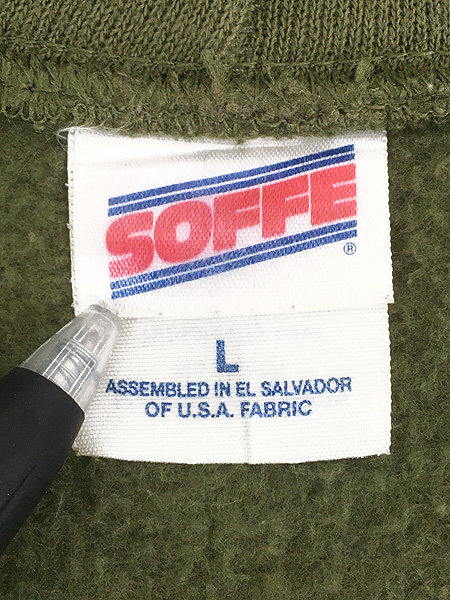 SOFFE
®
L
ASSEMBLED IN EL SALVADOR
OF U.S.A. FABRIC